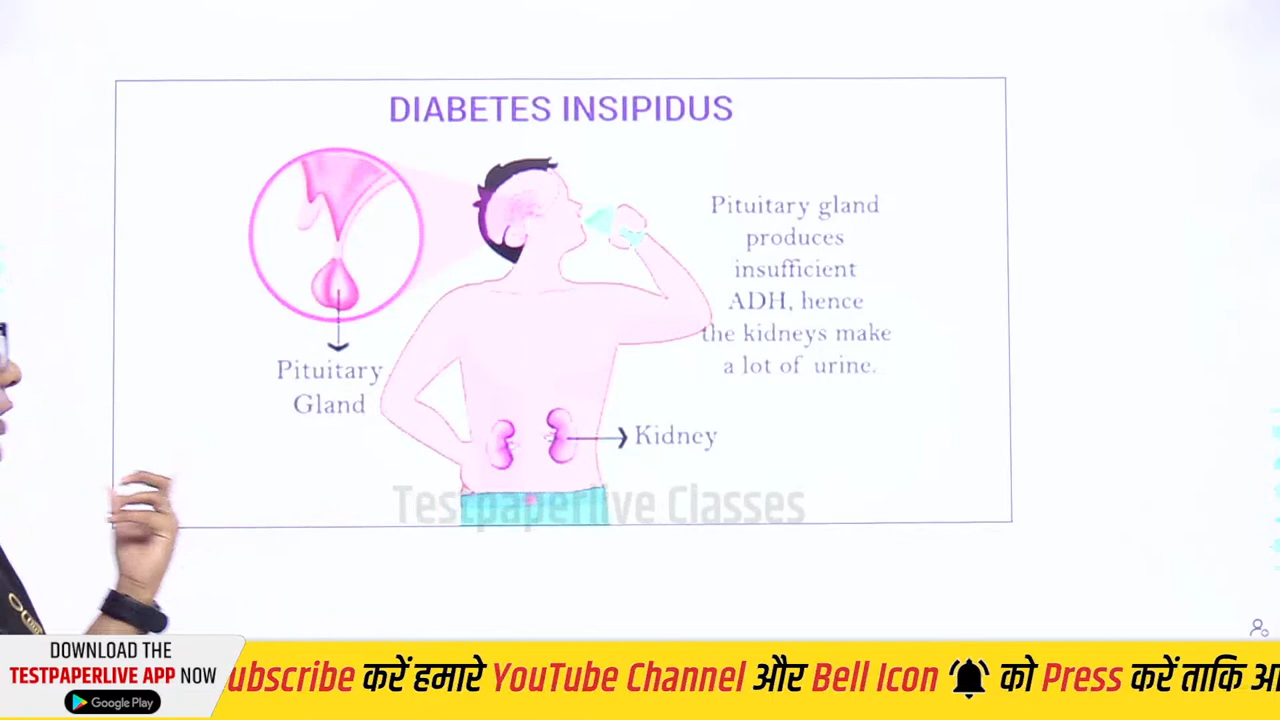 DIABETES INSIPIDUS
Pituitary gland
produces
insufficient
ADH, hence
the kidneys make
a lot of urine.
Pituitary
Gland
Kidney
Testpaperlive Classes
DOWNLOAD THE
TESTPAPERLIVE APP NOW
Google Play
ubscribe करें हमारे YouTube Channel और Bell Icon को Press करें ताकि